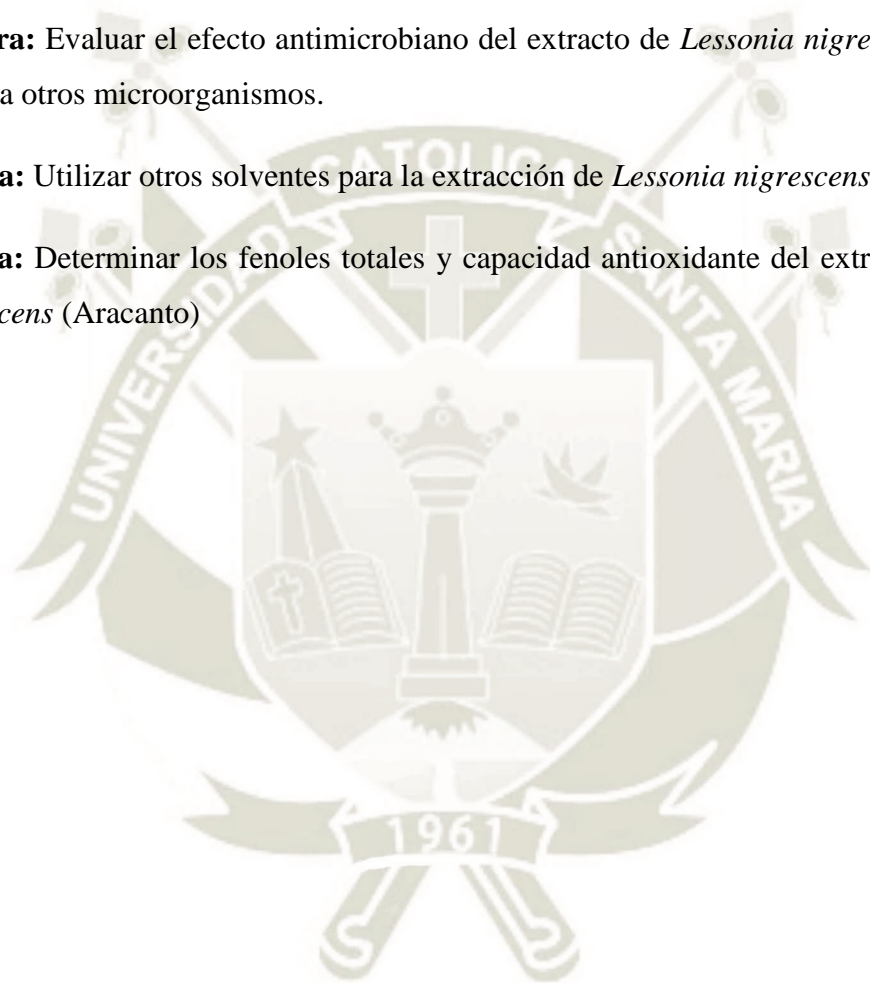 ra: Evaluar el efecto antimicrobiano del extracto de Lessonia nigre
a otros microorganismos.
a: Utilizar otros solventes para la extracción de Lessonia nigrescens
a: Determinar los fenoles totales y capacidad antioxidante del extr
cens (Aracanto)
UNIVERSIDAD CATOLICA SANTA MARIA
1961